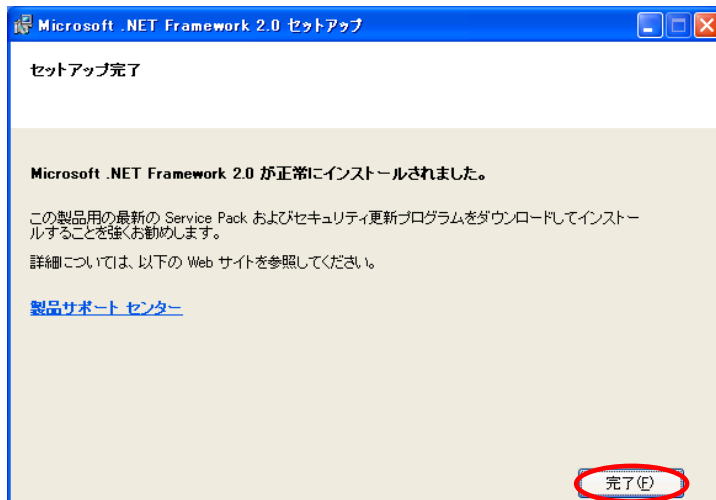 Microsoft .NET Framework 2.0 セットアップ
セットアップ完了
Microsoft .NET Framework 2.0 が正常にインストールされました。
この製品用の最新の Service Pack およびセキュリティ更新プログラムをダウンロードしてインストー
ルすることを強くお勧めします。
詳細については、以下の Web サイトを参照してください。
製品サポート センター
完了(F)